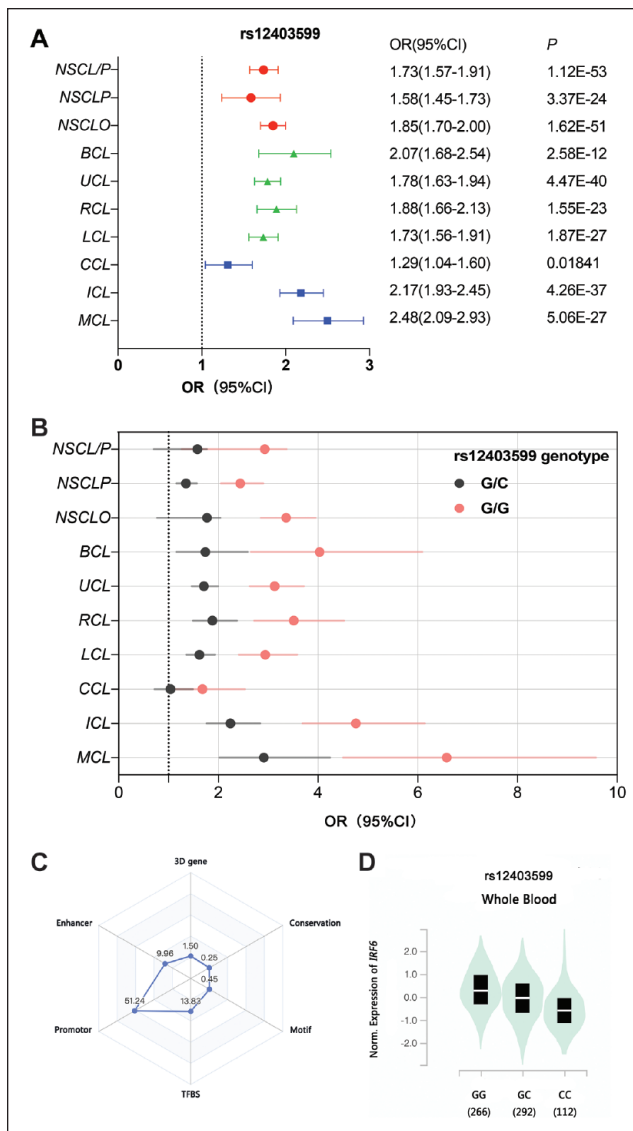 A
rs12403599
OR(95%CI) P
NSCL/P 1.73(1.57-1.91) 1.12E-53
NSCLP 1.58(1.45-1.73) 3.37E-24
NSCLO 1.85(1.70-2.00) 1.62E-51
BCL 2.07(1.68-2.54) 2.58E-12
UCL 1.78(1.63-1.94) 4.47E-40
RCL 1.88(1.66-2.13) 1.55E-23
LCL 1.73(1.56-1.91) 1.87E-27
CCL 1.29(1.04-1.60) 0.01841
ICL 2.17(1.93-2.45) 4.26E-37
MCL 2.48(2.09-2.93) 5.06E-27
0 1 2 3
OR (95%CI)
B
NSCL/P
rs12403599 genotype
NSCLP
G/C
NSCLO
G/G
BCL
UCL
RCL
LCL
CCL
ICL
MCL
0 2 4 6 8 10
OR (95%CI)
C
3D gene
Enhancer
Conservation
1.50
9.96
0.25
0.45
51.24
13.83
Promotor
Motif
TFBS
D
rs12403599
Whole Blood
Norm. Expression of IRF6
2.0
1.0
0.0
-1.0
-2.0
GG GC CC
(266) (292) (112)